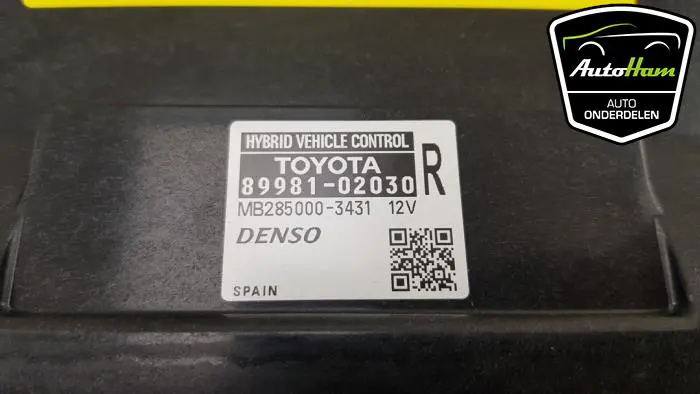 AutoHam
AUTO
ONDERDELEN
HYBRID VEHICLE CONTROL
TOYOTA
89981-02030 R
MB285000-3431 12V
DENSO
SPAIN